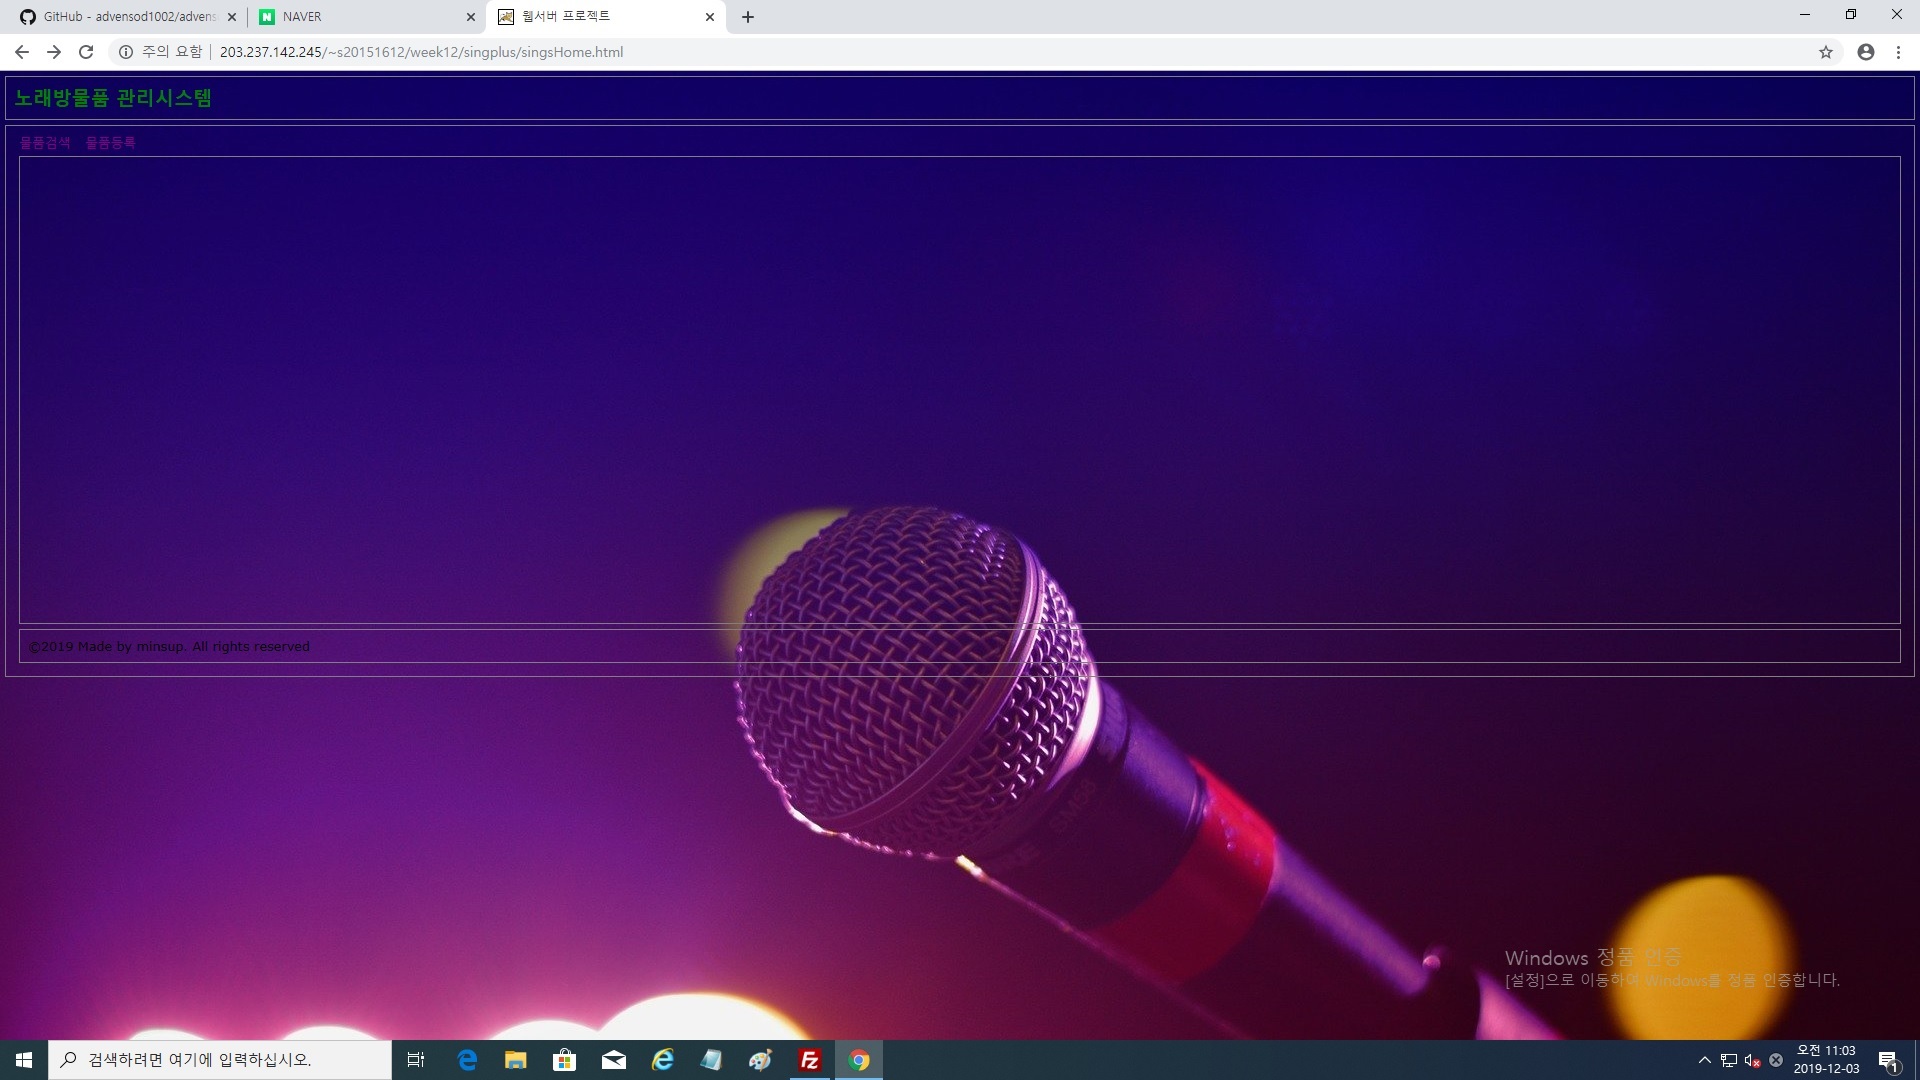 GitHub - advensod1002/advens
NAVER
웹서버 프로젝트
주의 요함 203.237.142.245/~s20151612/week12/singplus/singsHome.html
노래방물품 관리시스템
물품검색 물품등록
©2019 Made by minsup. All rights reserved
SM58
Windows 정품 인증
[설정]으로 이동하여 Windows를 정품 인증합니다.
검색하려면 여기에 입력하십시오.
오전 11:03
2019-12-03
1